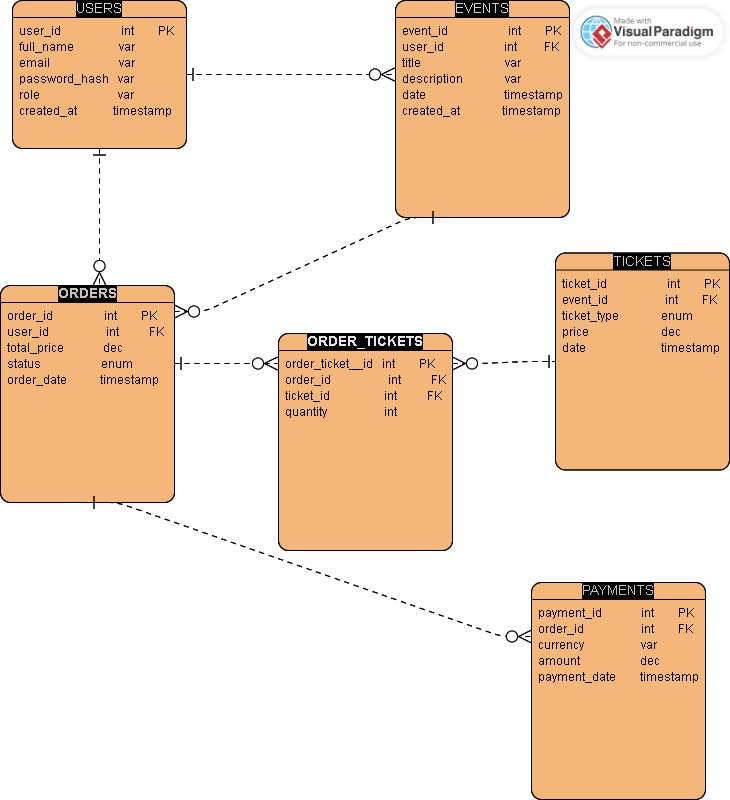 USERS
user_id int PK
full_name var
email var
password_hash var
role var
created_at timestamp
EVENTS
event_id int PK
user_id int FK
title var
description var
date timestamp
created_at timestamp
Made with
Visual Paradigm
For non-commercial use
ORDERS
order_id int PK
user_id int FK
total_price dec
status enum
order_date timestamp
ORDER_TICKETS
order_ticket__id int PK
order_id int FK
ticket_id int FK
quantity int
TICKETS
ticket_id int PK
event_id int FK
ticket_type enum
price dec
date timestamp
PAYMENTS
payment_id int PK
order_id int FK
currency var
amount dec
payment_date timestamp